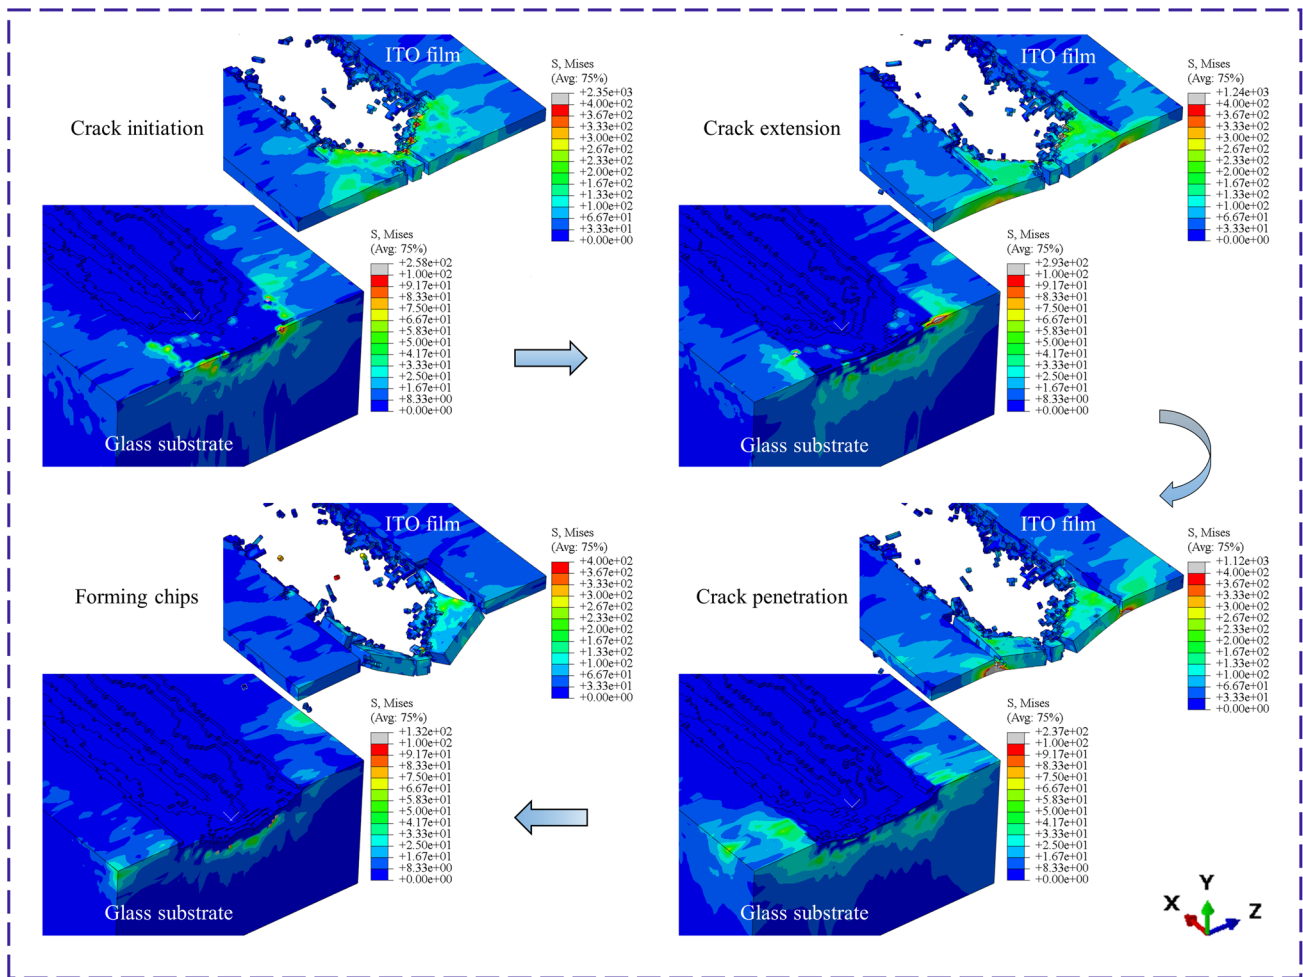 ITO film
S, Mises
(Avg: 75%)
+2.35e+03
+4.00e+02
+3.67e+02
+3.33e+02
+3.00e+02
+2.67e+02
+2.33e+02
+2.00e+02
+1.67e+02
+1.33e+02
+1.00e+02
+6.67e+01
+3.33e+01
+0.00e+00
Crack initiation
S, Mises
(Avg: 75%)
+2.58e+02
+1.00e+02
+9.17e+01
+8.33e+01
+7.50e+01
+6.67e+01
+5.83e+01
+5.00e+01
+4.17e+01
+3.33e+01
+2.50e+01
+1.67e+01
+8.33e+00
+0.00e+00
Glass substrate
ITO film
S, Mises
(Avg: 75%)
+1.24e+03
+4.00e+02
+3.67e+02
+3.33e+02
+3.00e+02
+2.67e+02
+2.33e+02
+2.00e+02
+1.67e+02
+1.33e+02
+1.00e+02
+6.67e+01
+3.33e+01
+0.00e+00
Crack extension
S, Mises
(Avg: 75%)
+2.93e+02
+1.00e+02
+9.17e+01
+8.33e+01
+7.50e+01
+6.67e+01
+5.83e+01
+5.00e+01
+4.17e+01
+3.33e+01
+2.50e+01
+1.67e+01
+8.33e+00
+0.00e+00
Glass substrate
ITO film
S, Mises
(Avg: 75%)
+4.00e+02
+3.67e+02
+3.33e+02
+3.00e+02
+2.67e+02
+2.33e+02
+2.00e+02
+1.67e+02
+1.33e+02
+1.00e+02
+6.67e+01
+3.33e+01
+0.00e+00
Forming chips
S, Mises
(Avg: 75%)
+1.32e+02
+1.00e+02
+9.17e+01
+8.33e+01
+7.50e+01
+6.67e+01
+5.83e+01
+5.00e+01
+4.17e+01
+3.33e+01
+2.50e+01
+1.67e+01
+8.33e+00
+0.00e+00
Glass substrate
ITO film
S, Mises
(Avg: 75%)
+1.12e+03
+4.00e+02
+3.67e+02
+3.33e+02
+3.00e+02
+2.67e+02
+2.33e+02
+2.00e+02
+1.67e+02
+1.33e+02
+1.00e+02
+6.67e+01
+3.33e+01
+0.00e+00
Crack penetration
S, Mises
(Avg: 75%)
+2.37e+02
+1.00e+02
+9.17e+01
+8.33e+01
+7.50e+01
+6.67e+01
+5.83e+01
+5.00e+01
+4.17e+01
+3.33e+01
+2.50e+01
+1.67e+01
+8.33e+00
+0.00e+00
Glass substrate
Y
X
Z